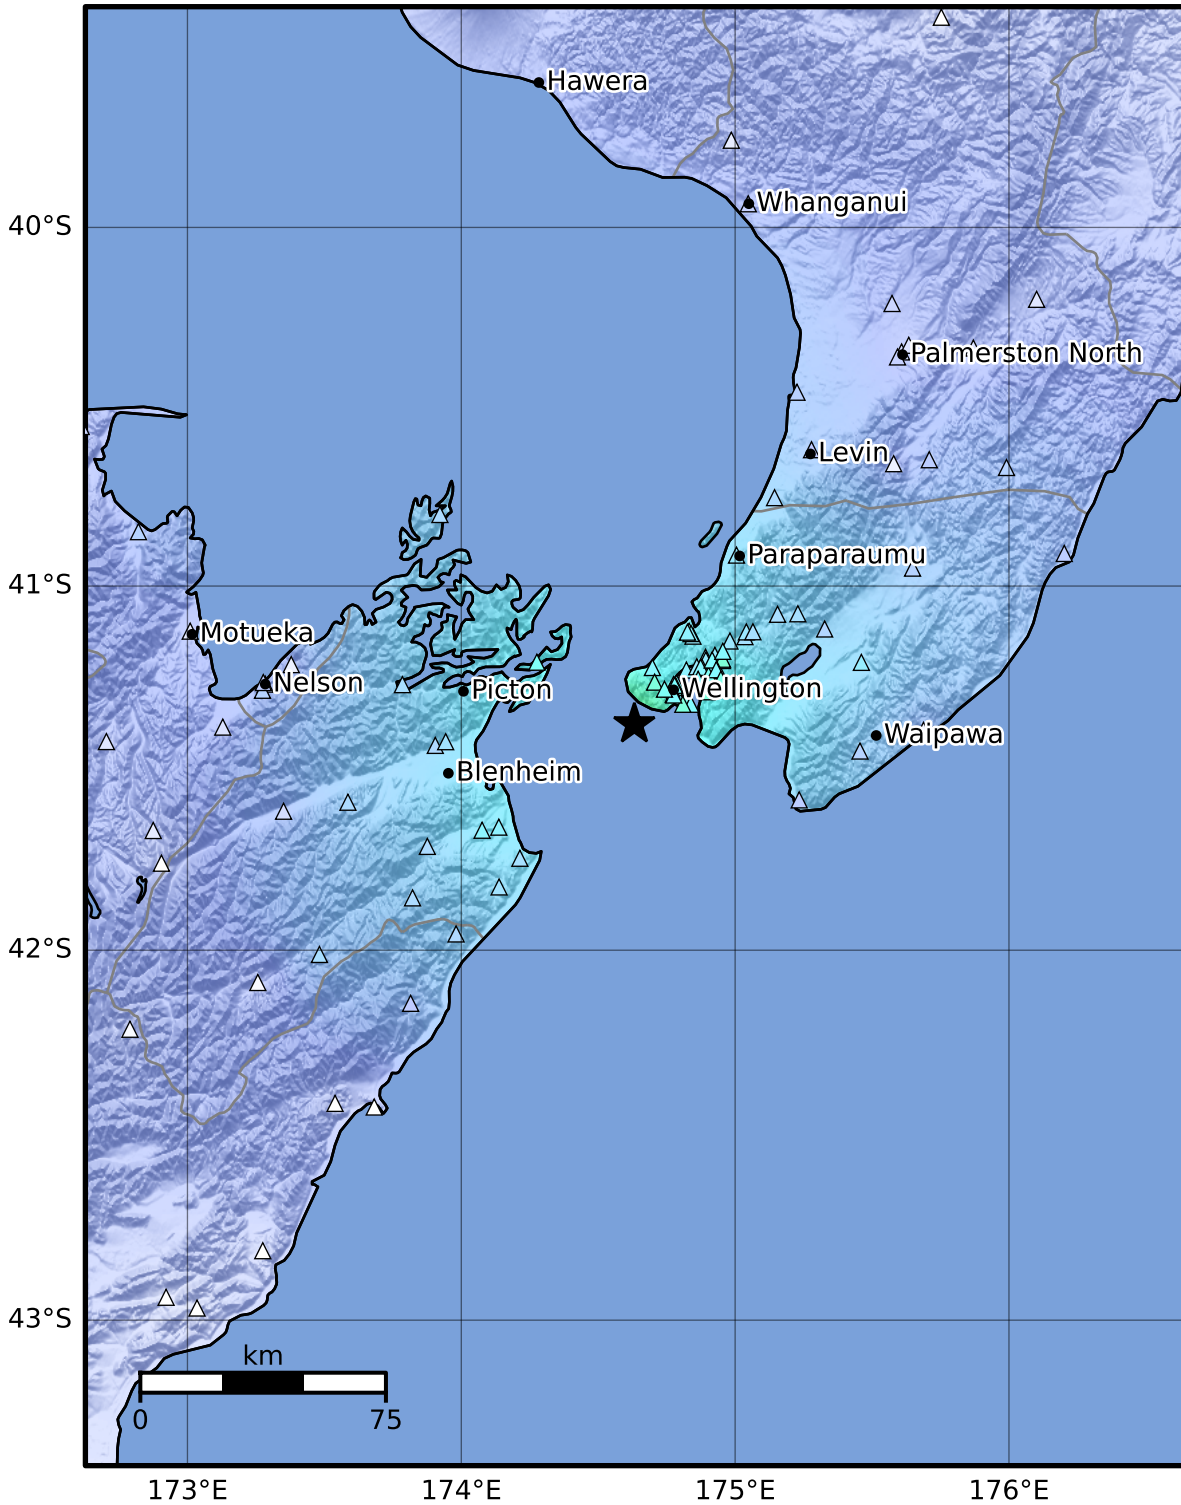 Hawera
Whanganui
40°S
Palmerston North
Levin
Paraparaumu
41°S
Motueka
Nelson
Picton
Wellington
Waipawa
Blenheim
42°S
43°S
km
0
75
173°E
174°E
175°E
176°E